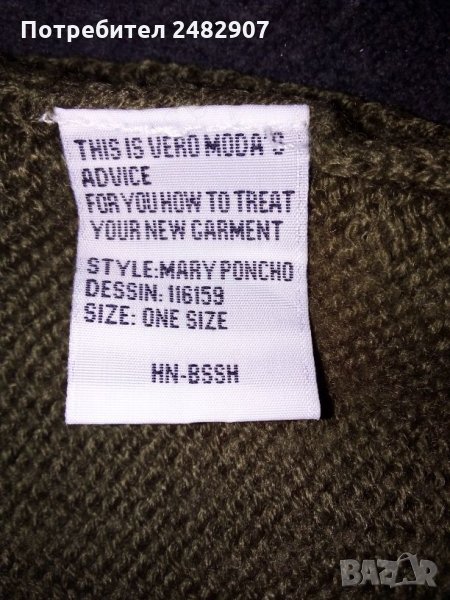 Потребител 2482907
THIS IS VERO MODA'S
ADVICE
FOR YOU HOW TO TREAT
YOUR NEW GARMENT
STYLE:MARY PONCHO
DESSIN: 116159
SIZE: ONE SIZE
HN-BSSH
BAZAR